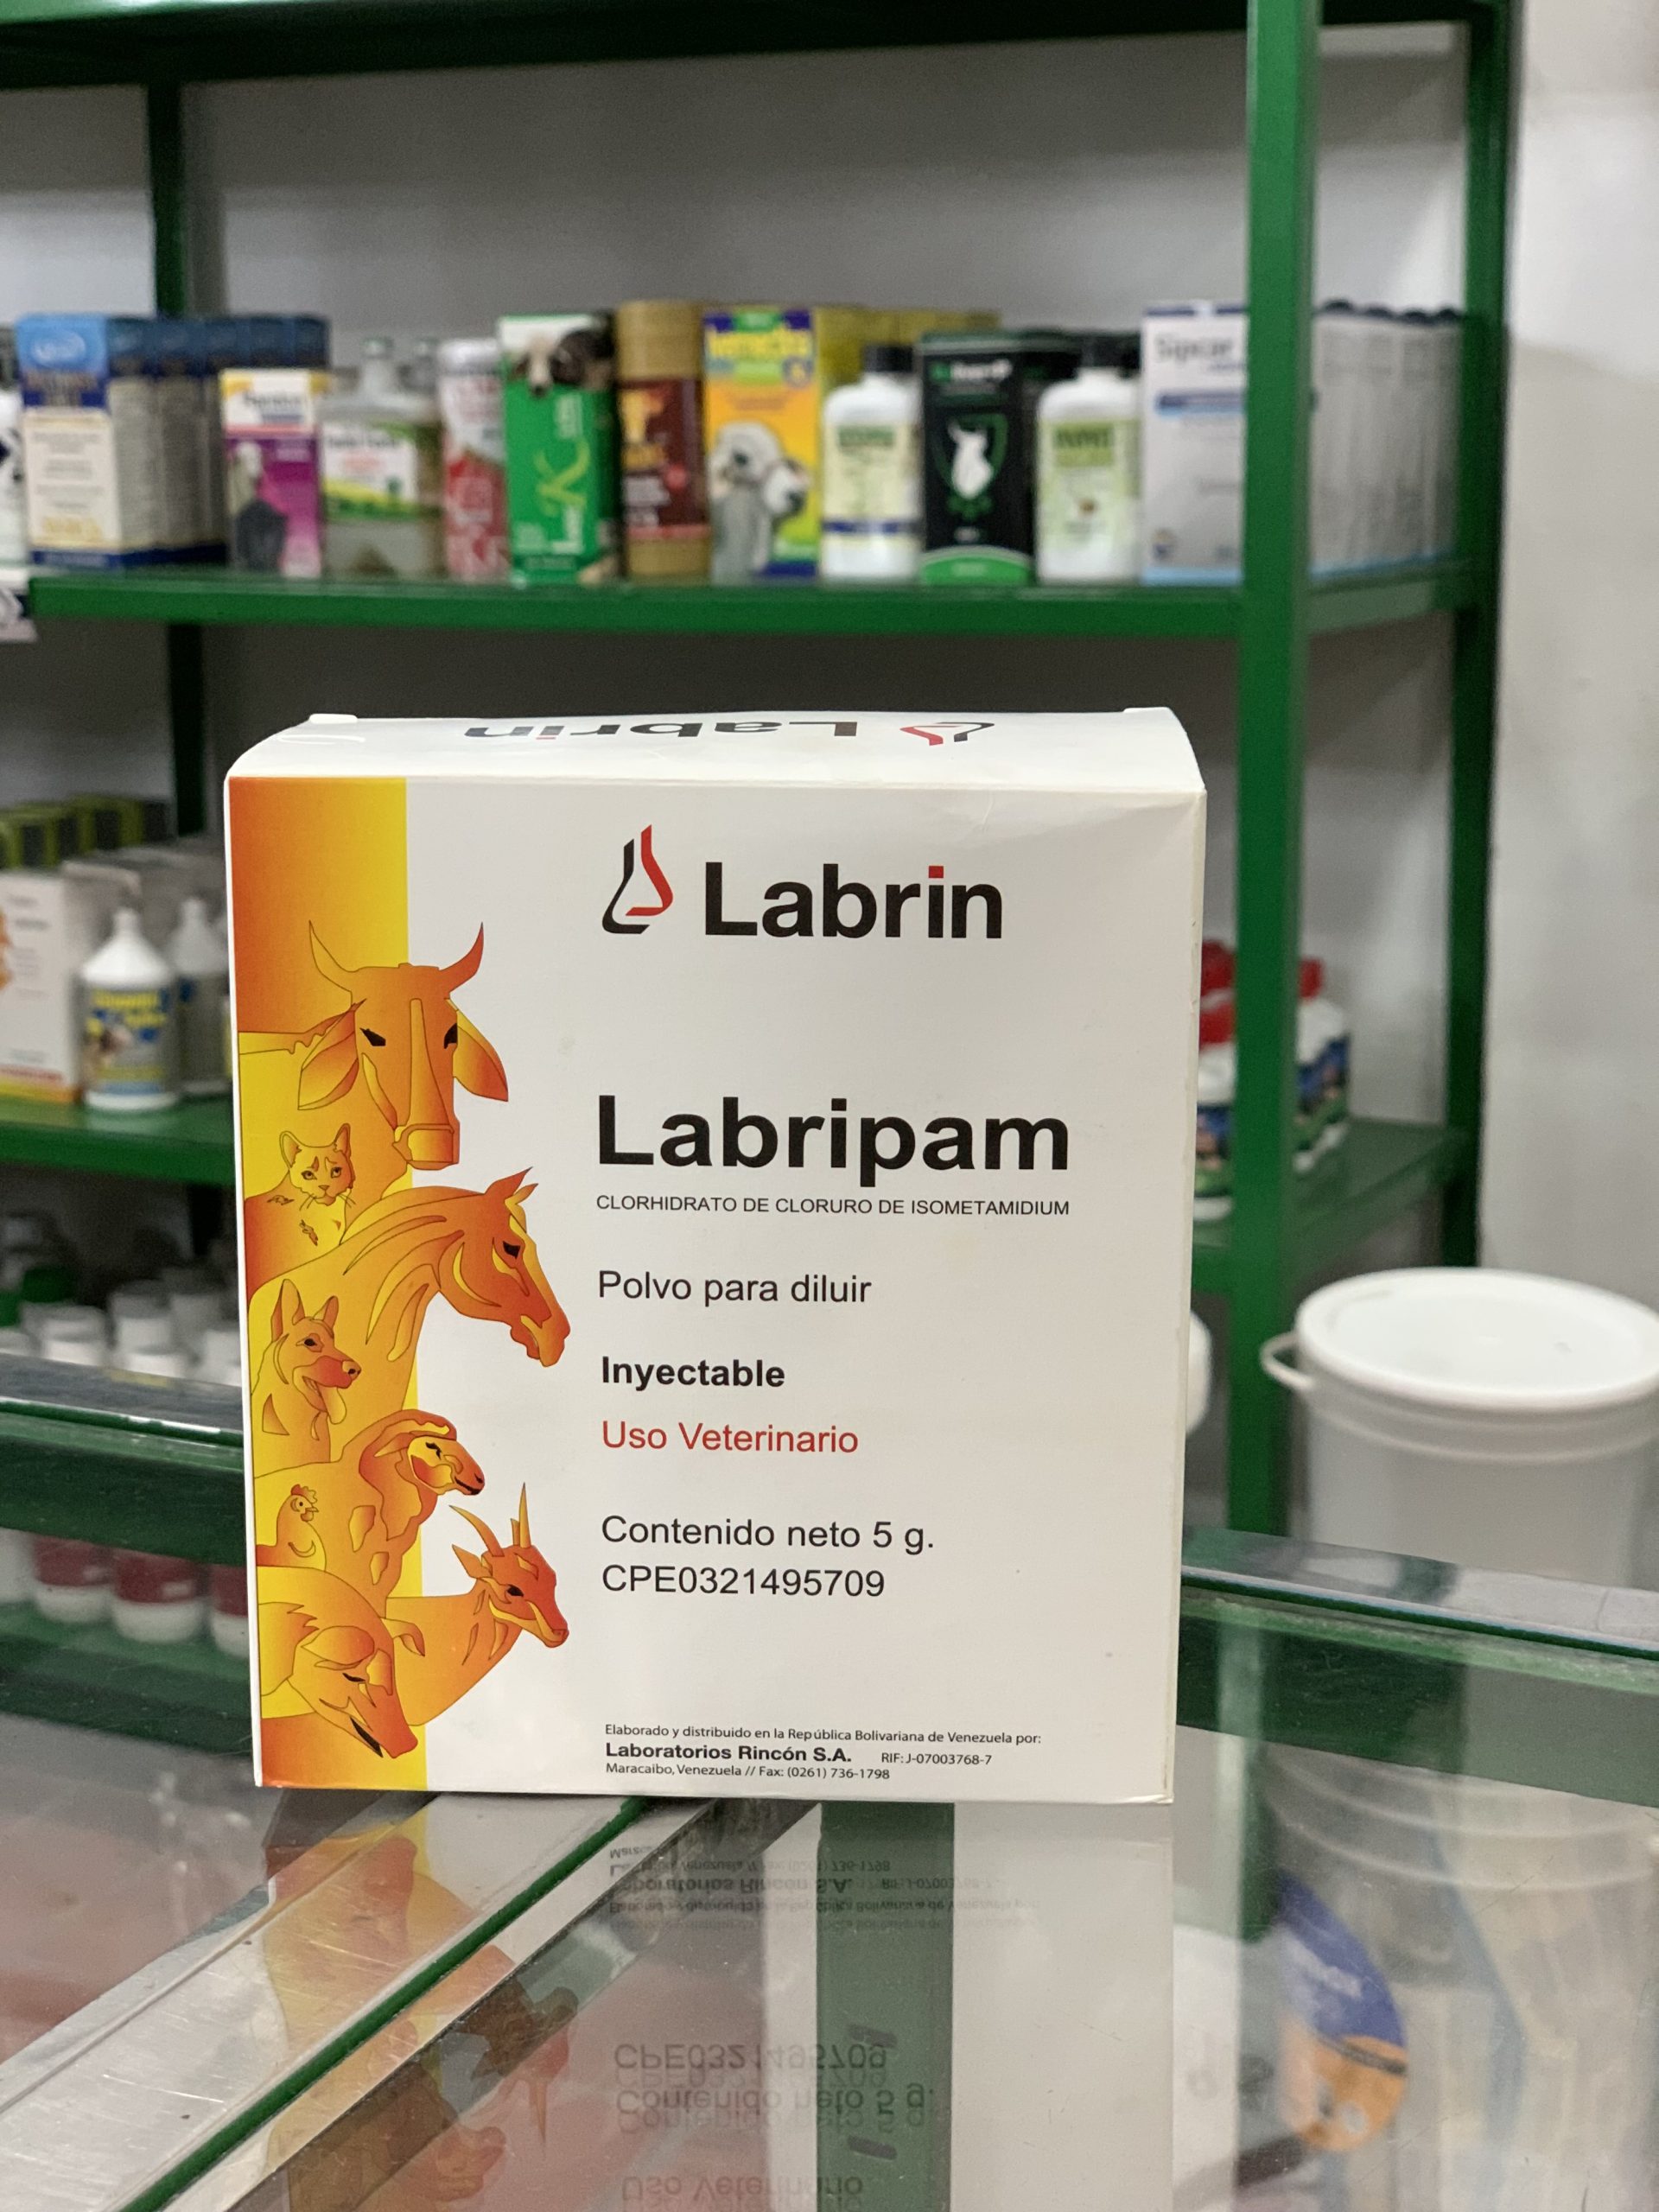 Labrin
Labrin
Labripam
CLORHIDRATO DE CLORURO DE ISOMETAMIDIUM
Polvo para diluir
Inyectable
Uso Veterinario
Contenido neto 5 g.
CPE0321495709
Elaborado y distribuido en la República Bolivariana de Venezuela por:
Laboratorios Rincón S.A. RIF: J-07003768-7
Maracaibo, Venezuela // Fax: (0261) 736-1798